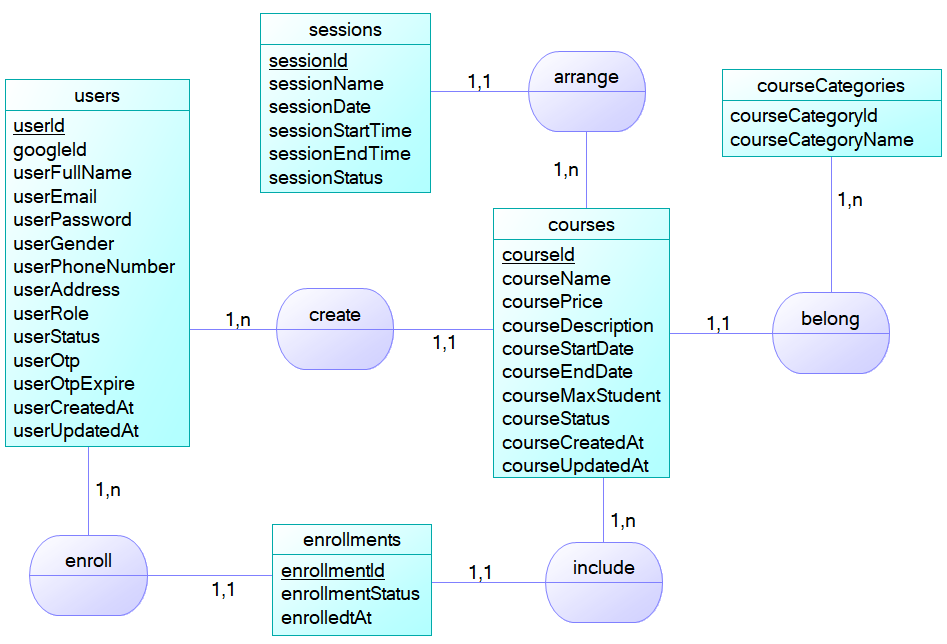 sessions
sessionId
sessionName
sessionDate
sessionStartTime
sessionEndTime
sessionStatus
1,1
arrange
1,n
courseCategories
courseCategoryId
courseCategoryName
1,n
users
userId
googleId
userFullName
userEmail
userPassword
userGender
userPhoneNumber
userAddress
userRole
userStatus
userOtp
userOtpExpire
userCreatedAt
userUpdatedAt
1,n
create
1,1
courses
courseId
courseName
coursePrice
courseDescription
courseStartDate
courseEndDate
courseMaxStudent
courseStatus
courseCreatedAt
courseUpdatedAt
1,1
belong
1,n
enroll
1,1
enrollments
enrollmentId
enrollmentStatus
enrolledtAt
1,1
1,n
include